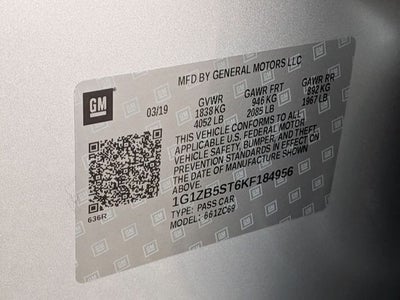 GM
MFD BY GENERAL MOTORS LLC
03/19
GVWR GAWR FRT GAWR RR
1838 KG 946 KG 892 KG
4052 LB 2085 LB 1967 LB
THIS VEHICLE CONFORMS TO ALL
APPLICABLE U.S. FEDERAL MOTOR
VEHICLE SAFETY, BUMPER, AND THEFT
PREVENTION STANDARDS IN EFFECT ON
THE DATE OF MANUFACTURE SHOWN
ABOVE.
1G1ZB5ST6KF184956
TYPE: PASS CAR
MODEL: 661ZC69
636R